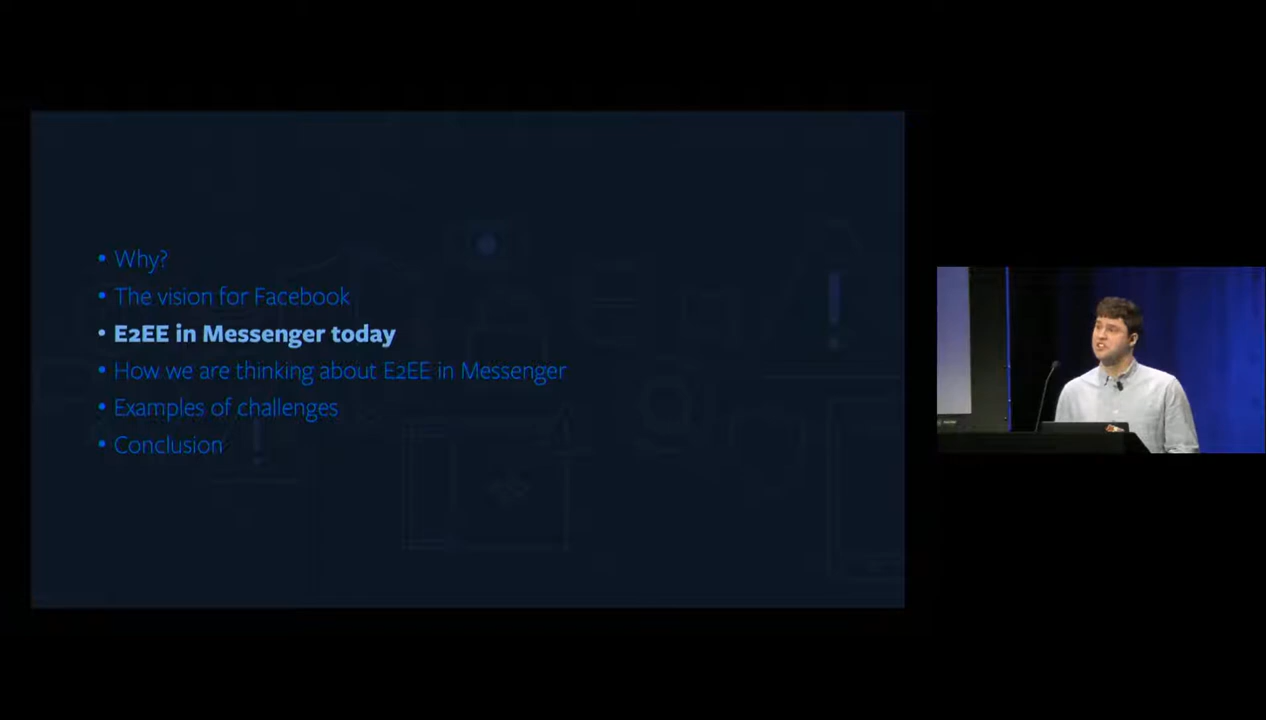 • Why?
• The vision for Facebook
• E2EE in Messenger today
• How we are thinking about E2EE in Messenger
• Examples of challenges
• Conclusion